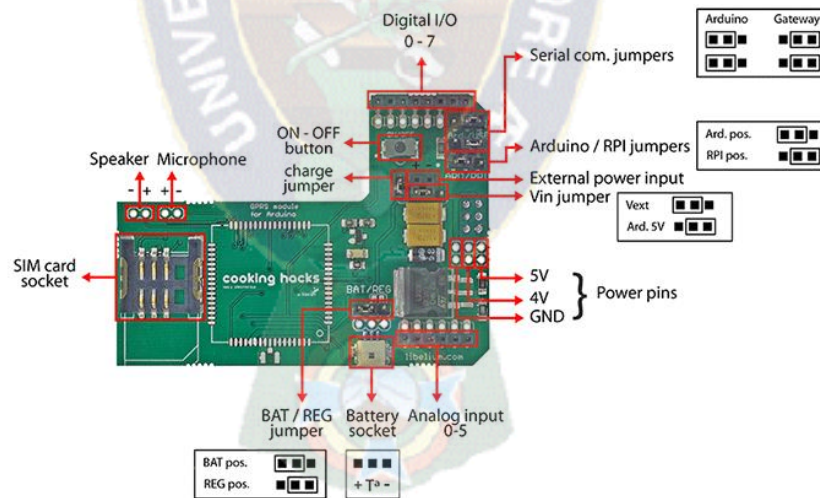 Digital I/O
0 - 7
Arduino Gateway
Serial com. jumpers
ON - OFF
button
Ard. pos.
RPI pos.
Arduino / RPI jumpers
Speaker Microphone
charge
jumper
+ -
External power input
- + + -
Vin jumper
GPRS module
for Arduino
Vext
Ard. 5V
SIM card
socket
cooking hacks
5V
4V
GND
Power pins
BAT/REG
libelium.com
BAT / REG
jumper
Battery
socket
Analog input
0-5
BAT pos.
REG pos.
+ Tª -